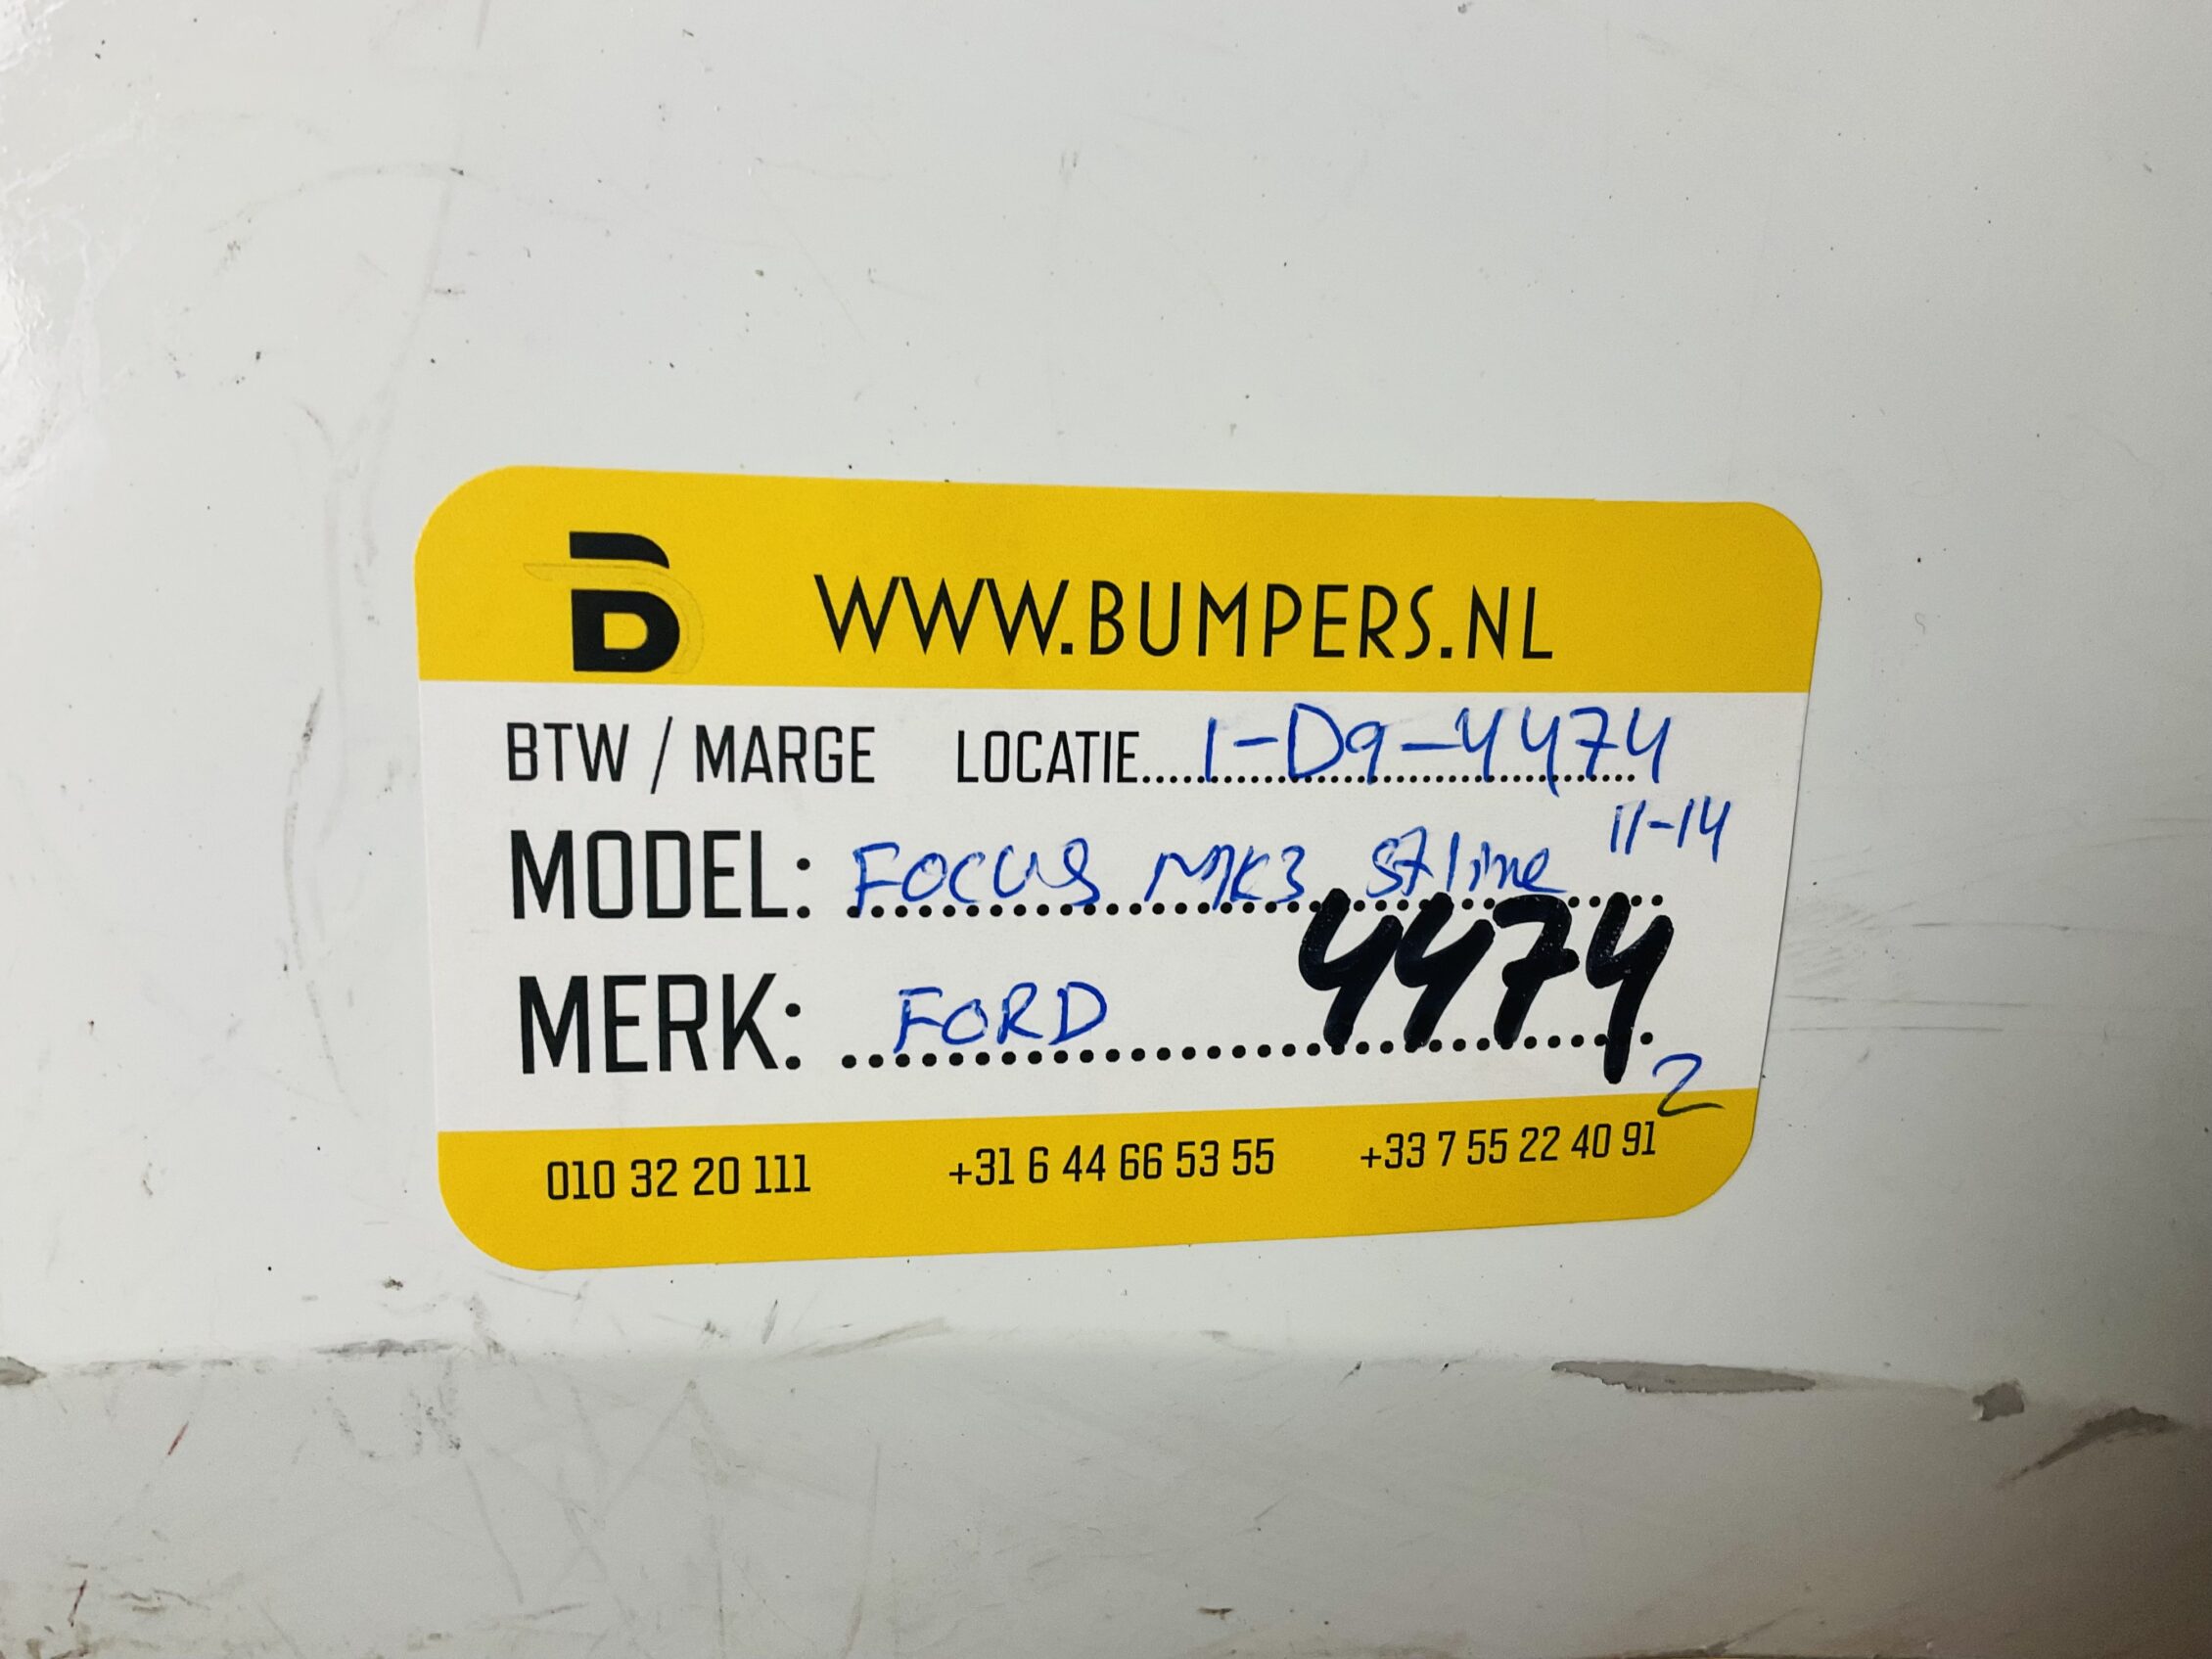 B WWW.BUMPERS.NL
BTW / MARGE LOCATIE 1-D9-4474
11-14
MODEL: FOCUS MK3 STline
4474
MERK: FORD
2
010 32 20 111 +31 6 44 66 53 55 +33 7 55 22 40 91